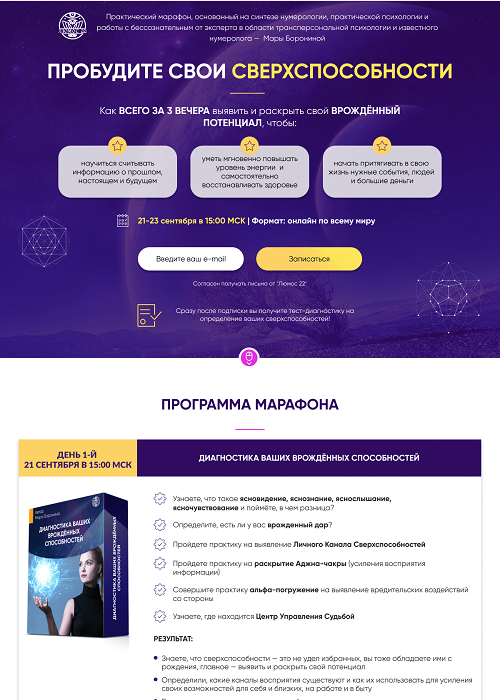 Практический марафон, основанный на синтезе нумерологии, практической психологии и
работы с бессознательным от эксперта в области трансперсональной психологии и известного
нумеролога — Мары Борониной
ПРОБУДИТЕ СВОИ СВЕРХСПОСОБНОСТИ
Как ВСЕГО ЗА 3 ВЕЧЕРА выявить и раскрыть свой ВРОЖДЁННЫЙ
ПОТЕНЦИАЛ, чтобы:
научиться считывать
информацию о прошлом,
настоящем и будущем
уметь мгновенно повышать
уровень энергии и
самостоятельно
восстанавливать здоровье
начать притягивать в свою
жизнь нужные события, людей
и большие деньги
21-23 сентября в 15:00 МСК | Формат: онлайн по всему миру
Введите ваш e-mail
Записаться
Согласен получать письма от "Люмос 22"
Сразу после подписки вы получите тест-диагностику на
определение ваших сверхспособностей!
ПРОГРАММА МАРАФОНА
ДЕНЬ 1-Й
21 СЕНТЯБРЯ В 15:00 МСК
ДИАГНОСТИКА ВАШИХ ВРОЖДЁННЫХ СПОСОБНОСТЕЙ
Мара Боронина
ДИАГНОСТИКА ВАШИХ
ВРОЖДЁННЫХ
СПОСОБНОСТЕЙ
ДИАГНОСТИКА ВАШИХ ВРОЖДЁННЫХ
СПОСОБНОСТЕЙ
Узнаете, что такое ясновидение, яснознание, яснослышание,
ясночувствование и поймёте, в чем разница?
Определите, есть ли у вас врожденный дар?
Пройдете практику на выявление Личного Канала Сверхспособностей
Пройдете практику на раскрытие Аджна-чакры (усиления восприятия
информации)
Совершите практику альфа-погружение на выявление вредительских воздействий
со стороны
Узнаете, где находится Центр Управления Судьбой
РЕЗУЛЬТАТ:
Знаете, что сверхспособности — это не удел избранных, вы тоже обладаете ими с
рождения, главное — выявить и раскрыть свой потенциал
Определили, какие каналы восприятия существуют и как их использовать для усиления
своих возможностей для себя и близких, на работе и в быту